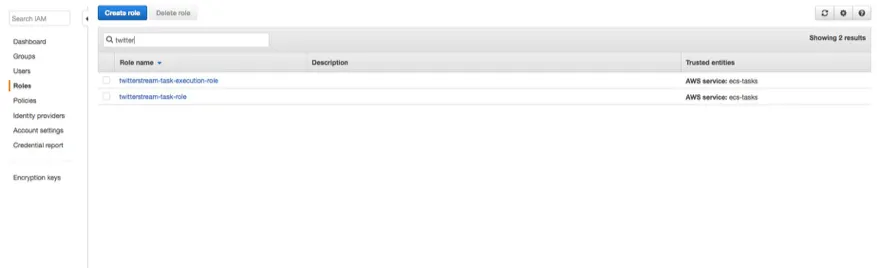 Search IAM
Dashboard
Groups
Users
Roles
Policies
Identity providers
Account settings
Credential report
Encryption keys
Create role Delete role
twitter
Showing 2 results
Role name Description Trusted entities
twitterstream-task-execution-role AWS service: ecs-tasks
twitterstream-task-role AWS service: ecs-tasks